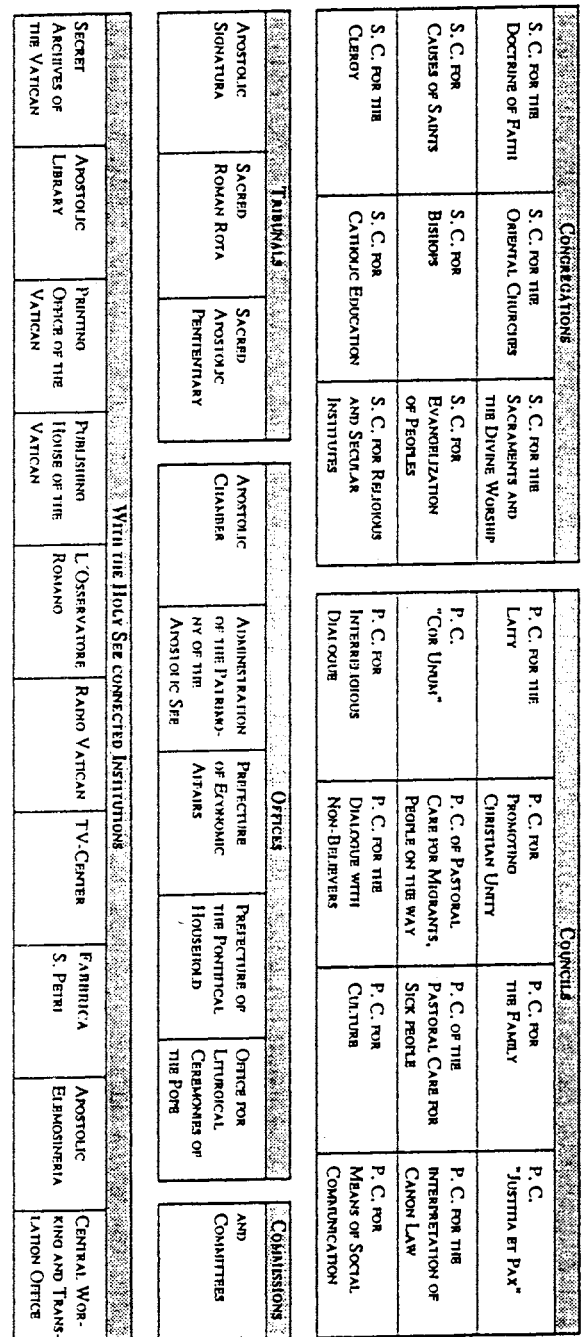 CONGREGATIONS
S. C. FOR THE
DOCTRINE OF FAITH
S. C. FOR THE
ORIENTAL CHURCHES
S. C. FOR THE
SACRAMENTS AND
THE DIVINE WORSHIP
S. C. FOR
CAUSES OF SAINTS
S. C. FOR
BISHOPS
S. C. FOR
EVANGELIZATION
OF PEOPLES
S. C. FOR THE
CLERGY
S. C. FOR
CATHOLIC EDUCATION
S. C. FOR RELIGIOUS
AND SECULAR
INSTITUTES
COUNCILS
P. C. FOR THE
LAITY
P. C. FOR
PROMOTING
CHRISTIAN UNITY
P. C. FOR
THE FAMILY
P. C.
"JUSTITIA ET PAX"
P. C.
"COR UNUM"
P. C. OF PASTORAL
CARE FOR MIGRANTS,
PEOPLE ON THE WAY
P. C. OF THE
PASTORAL CARE FOR
SICK PEOPLE
P. C. FOR THE
INTERPRETATION OF
CANON LAW
P. C. FOR
INTERRELIGIOUS
DIALOGUE
P. C. FOR THE
DIALOGUE WITH
NON-BELIEVERS
P. C. FOR
CULTURE
P. C. FOR
MEANS OF SOCIAL
COMMUNICATION
TRIBUNALS
APOSTOLIC
SIGNATURA
SACRED
ROMAN ROTA
SACRED
APOSTOLIC
PENITENTIARY
OFFICES
APOSTOLIC
CHAMBER
ADMINISTRATION
OF THE PATRIMO-
NY OF THE
APOSTOLIC SEE
PREFECTURE
OF ECONOMIC
AFFAIRS
PREFECTURE OF
THE PONTIFICAL
HOUSEHOLD
OFFICE FOR
LITURGICAL
CEREMONIES OF
THE POPE
COMMISSIONS
AND
COMMITTEES
WITH THE HOLY SEE CONNECTED INSTITUTIONS
SECRET
ARCHIVES OF
THE VATICAN
APOSTOLIC
LIBRARY
PRINTING
OFFICE OF THE
VATICAN
PUBLISHING
HOUSE OF THE
VATICAN
L'OSSERVATORE
ROMANO
RADIO VATICAN
TV-CENTER
FABBRICA
S. PETRI
APOSTOLIC
ELEMOSINERIA
CENTRAL WOR-
KING AND TRANS-
LATION OFFICE